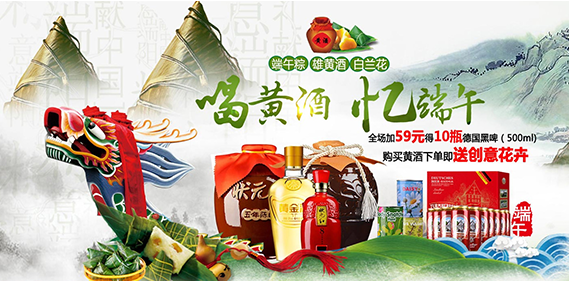 端午粽 雄黄酒 白兰花
喝黄酒 忆端午
全场加59元得10瓶德国黑啤（500ml)
购买黄酒下单即送创意花卉
状元
五年
端午